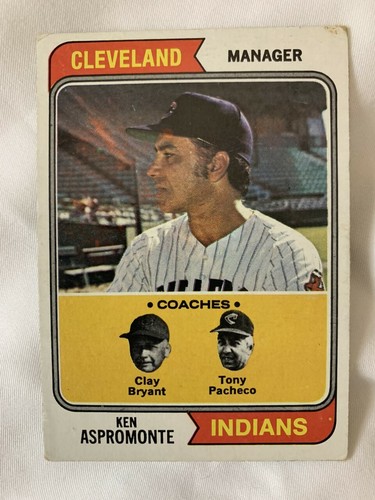 CLEVELAND
MANAGER
• COACHES •
Clay
Bryant
Tony
Pacheco
KEN
ASPROMONTE
INDIANS